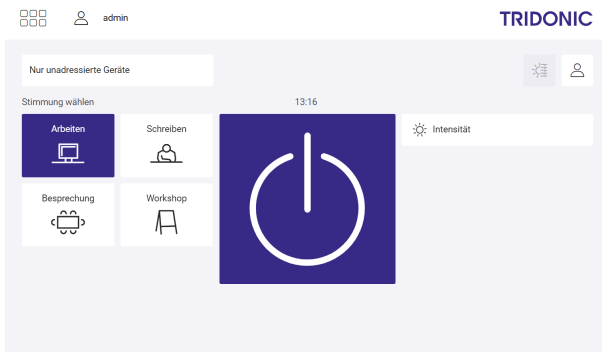 admin
TRIDONIC
Nur unadressierte Geräte
Stimmung wählen
13:16
Arbeiten
Schreiben
Intensität
Besprechung
Workshop